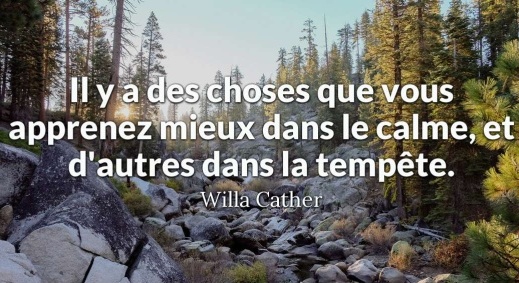 Il y a des choses que vous
apprenez mieux dans le calme, et
d'autres dans la tempête.
Willa Cather